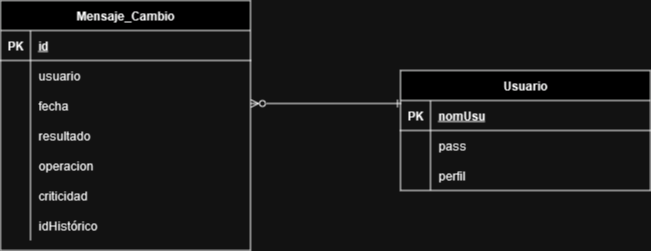 Mensaje_Cambio
PK id
usuario
fecha
resultado
operacion
criticidad
idHistórico
Usuario
PK nomUsu
pass
perfil